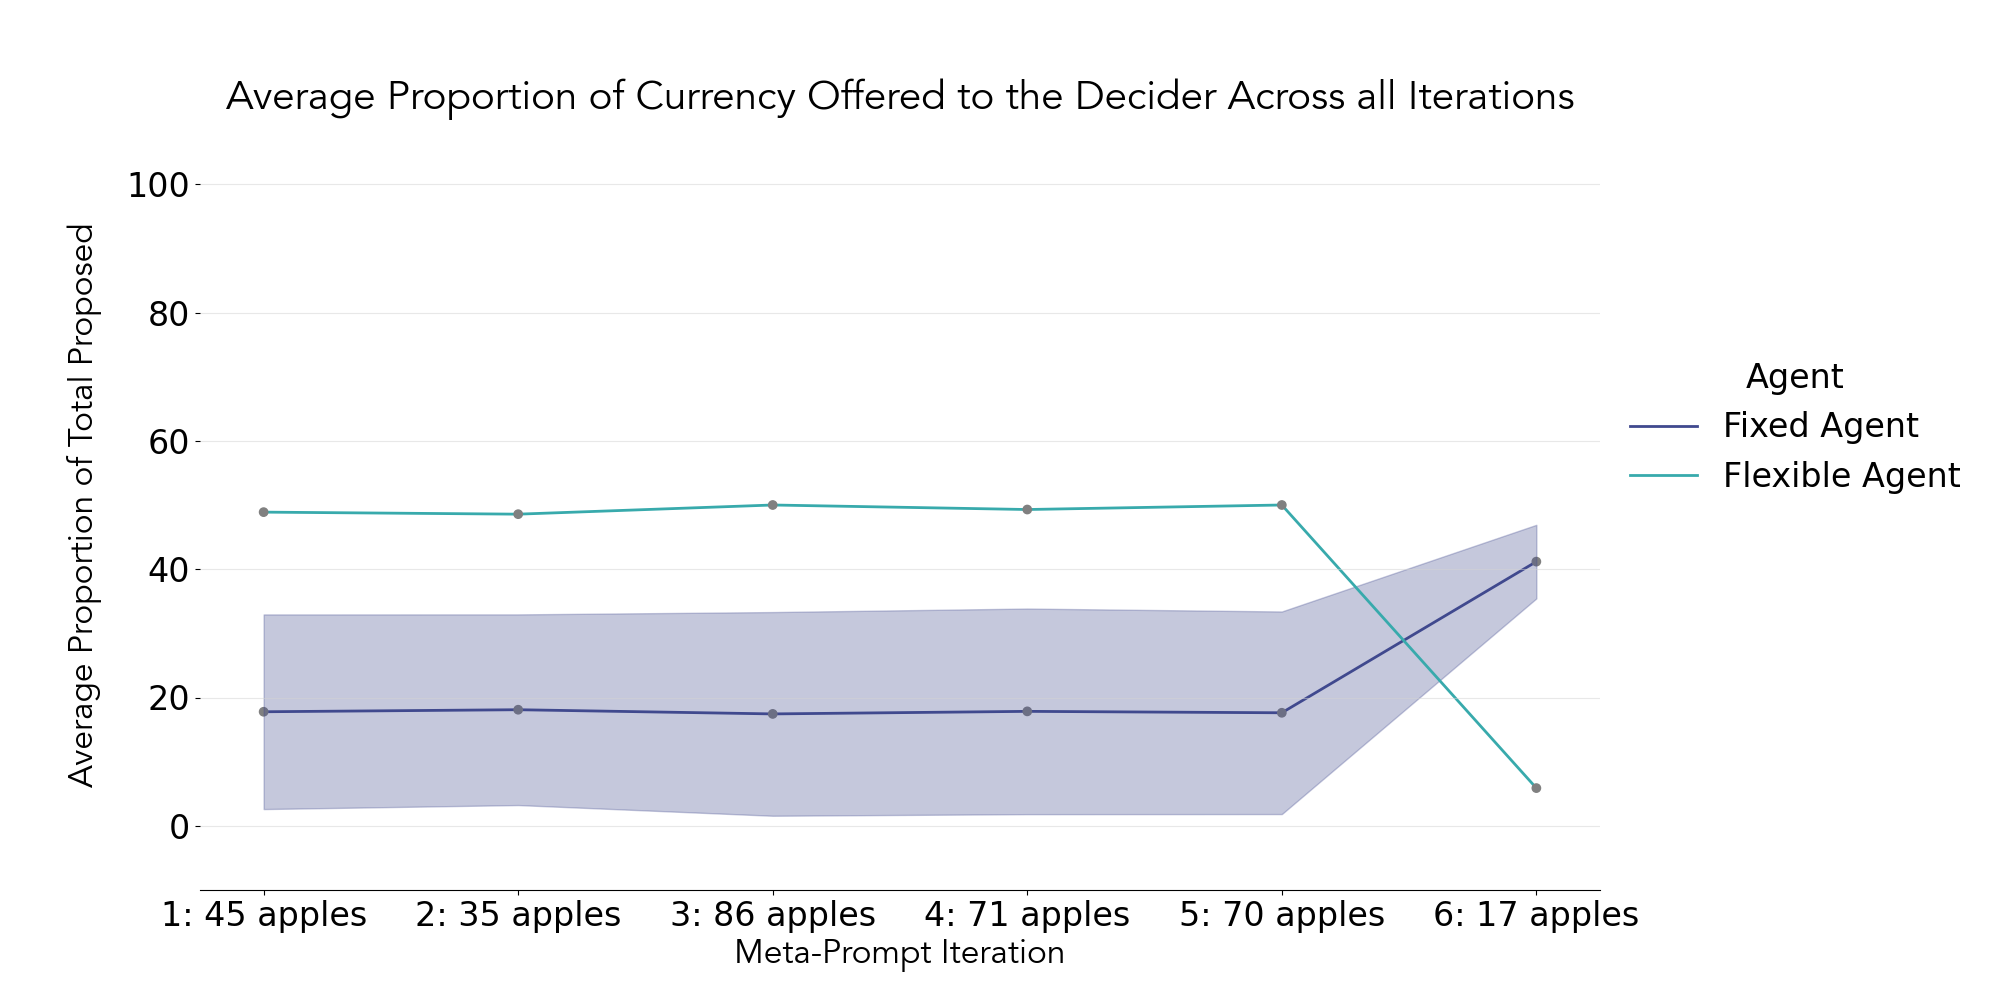 Average Proportion of Currency Offered to the Decider Across all Iterations
Average Proportion of Total Proposed
100
80
60
40
20
0
1: 45 apples
2: 35 apples
3: 86 apples
4: 71 apples
5: 70 apples
6: 17 apples
Meta-Prompt Iteration
Agent
Fixed Agent
Flexible Agent